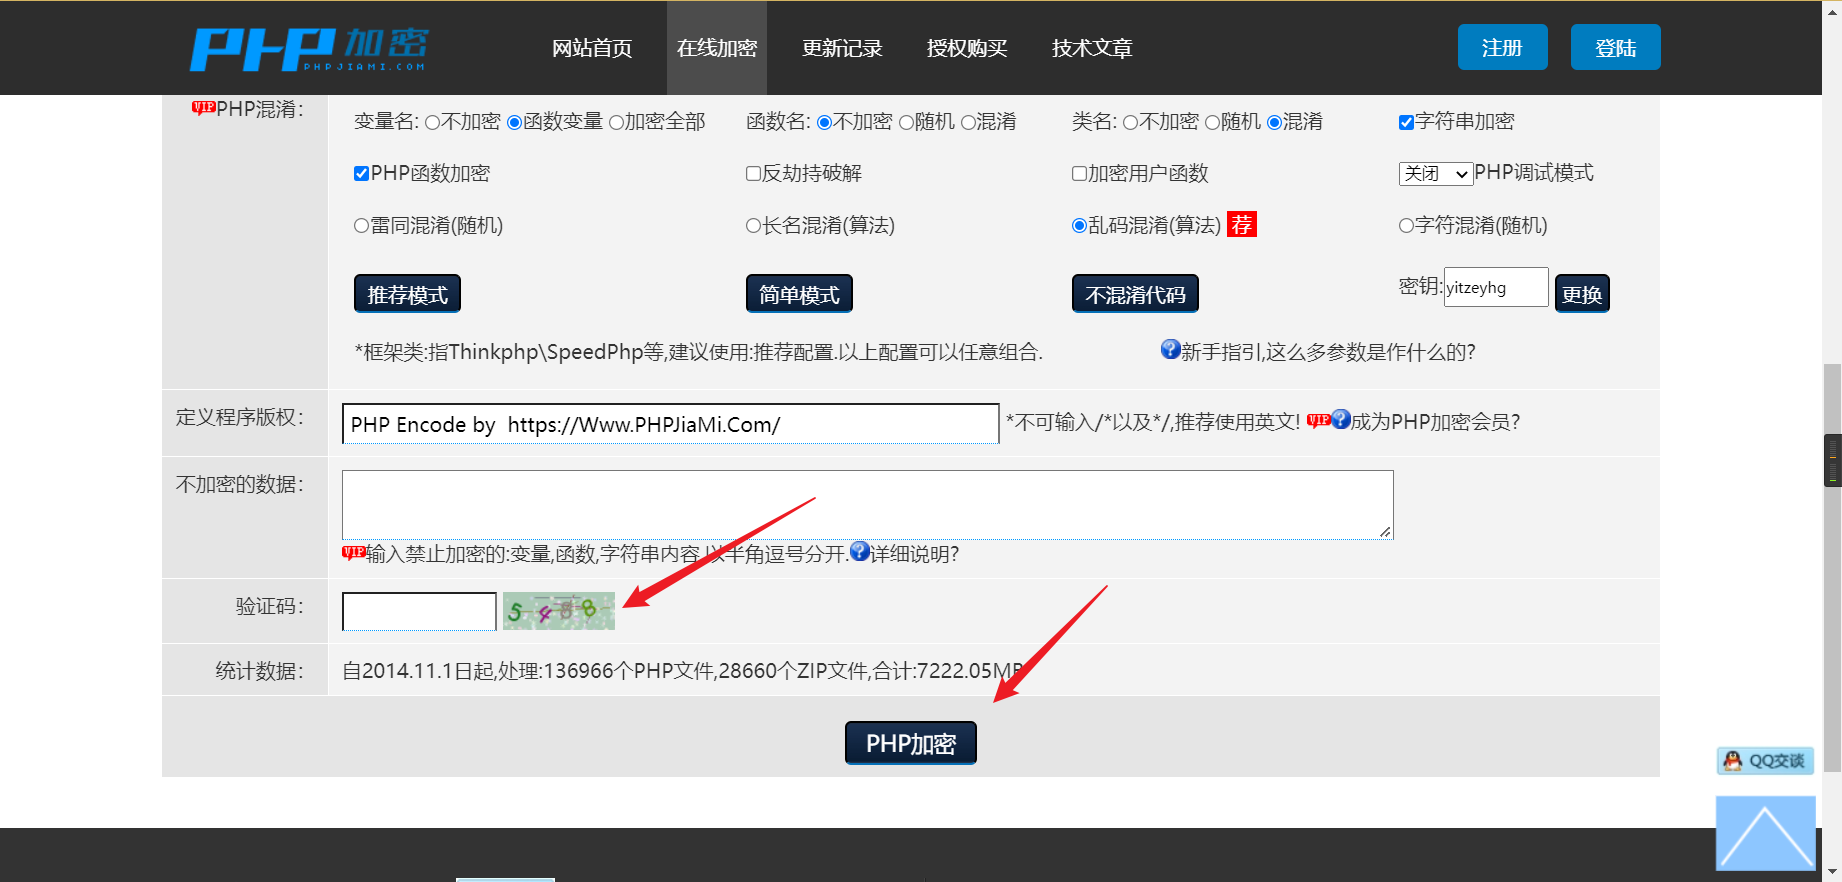 PHP加密
PHPJIAMI.COM
网站首页 在线加密 更新记录 授权购买 技术文章 注册 登陆
VIP PHP混淆：
变量名: 不加密 函数变量 加密全部 函数名: 不加密 随机 混淆 类名: 不加密 随机 混淆 字符串加密
PHP函数加密 反劫持破解 加密用户函数 关闭 PHP调试模式
雷同混淆(随机) 长名混淆(算法) 乱码混淆(算法) 荐 字符混淆(随机)
推荐模式 简单模式 不混淆代码 密钥: yitzeyhg 更换
*框架类:指Thinkphp\SpeedPhp等,建议使用:推荐配置.以上配置可以任意组合. 新手指引,这么多参数是作什么的?
定义程序版权： PHP Encode by  https://Www.PHPJiaMi.Com/ *不可输入/*以及*/,推荐使用英文! VIP ?成为PHP加密会员?
不加密的数据：
VIP输入禁止加密的:变量,函数,字符串内容,以半角逗号分开. ?详细说明?
验证码： 5488
统计数据： 自2014.11.1日起,处理:136966个PHP文件,28660个ZIP文件,合计:7222.05MB
PHP加密
QQ交谈